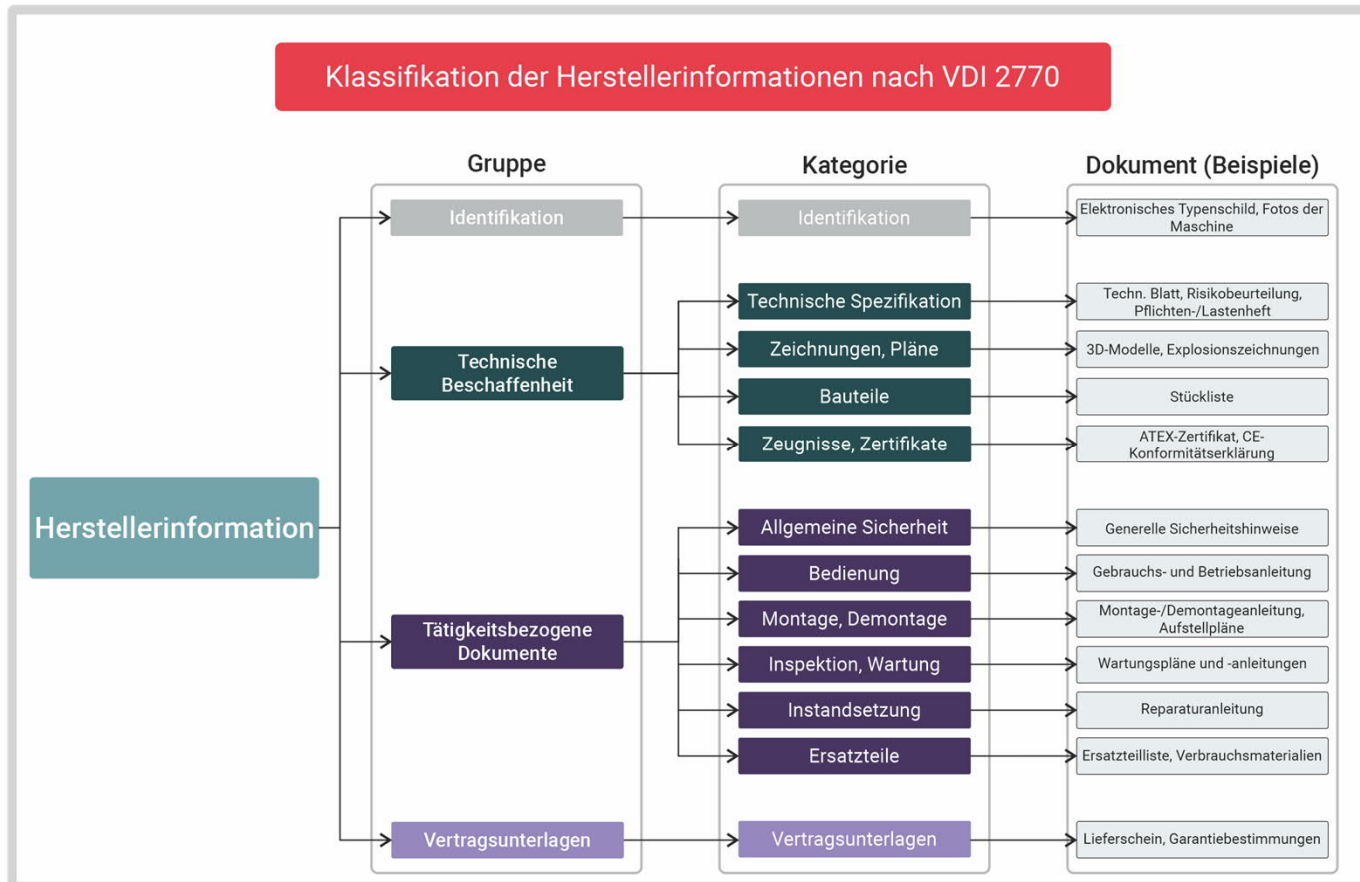 Klassifikation der Herstellerinformationen nach VDI 2770
Gruppe
Kategorie
Dokument (Beispiele)
Identifikation
Identifikation
Elektronisches Typenschild, Fotos der
Maschine
Technische
Beschaffenheit
Technische Spezifikation
Techn. Blatt, Risikobeurteilung,
Pflichten-/Lastenheft
Zeichnungen, Pläne
3D-Modelle, Explosionszeichnungen
Bauteile
Stückliste
Zeugnisse, Zertifikate
ATEX-Zertifikat, CE-
Konformitätserklärung
Herstellerinformation
Tätigkeitsbezogene
Dokumente
Allgemeine Sicherheit
Generelle Sicherheitshinweise
Bedienung
Gebrauchs- und Betriebsanleitung
Montage, Demontage
Montage-/Demontageanleitung,
Aufstellpläne
Inspektion, Wartung
Wartungspläne und -anleitungen
Instandsetzung
Reparaturanleitung
Ersatzteile
Ersatzteilliste, Verbrauchsmaterialien
Vertragsunterlagen
Vertragsunterlagen
Lieferschein, Garantiebestimmungen